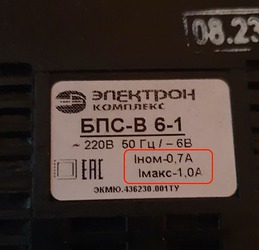 08.23
ЭЛЕКТРОН
КОМПЛЕКС
БПС-В 6-1
~ 220В 50 Гц / – 6В
Iном-0,7А
Iмакс-1,0А
ЕАС
ЭКМЮ.436230.001ТУ